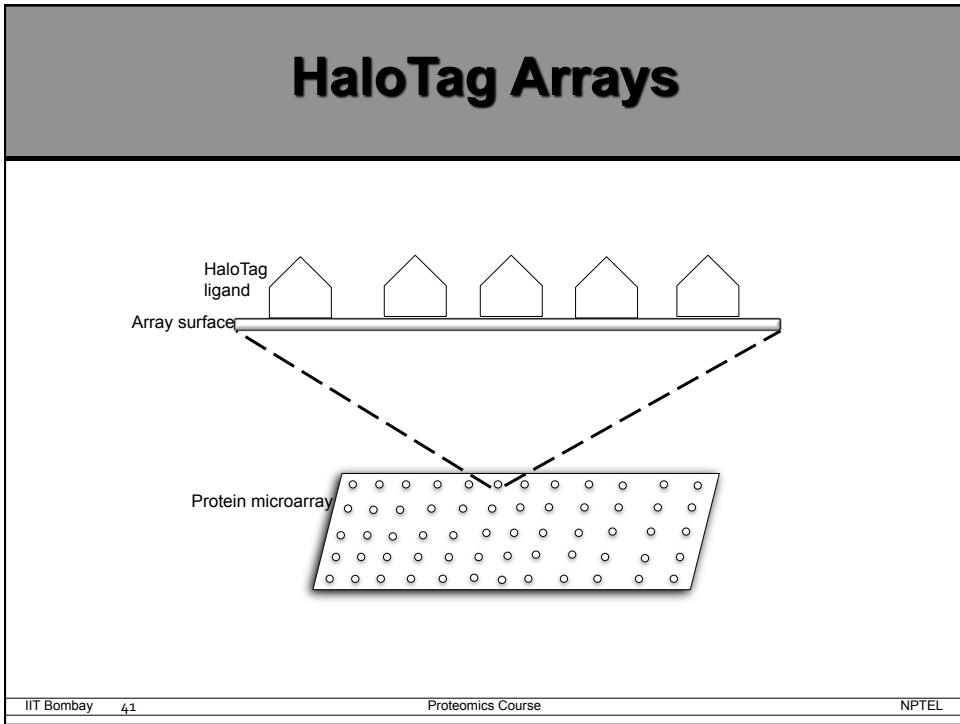 HaloTag Arrays
HaloTag
ligand
Array surface
Protein microarray
IIT Bombay 41 Proteomics Course NPTEL